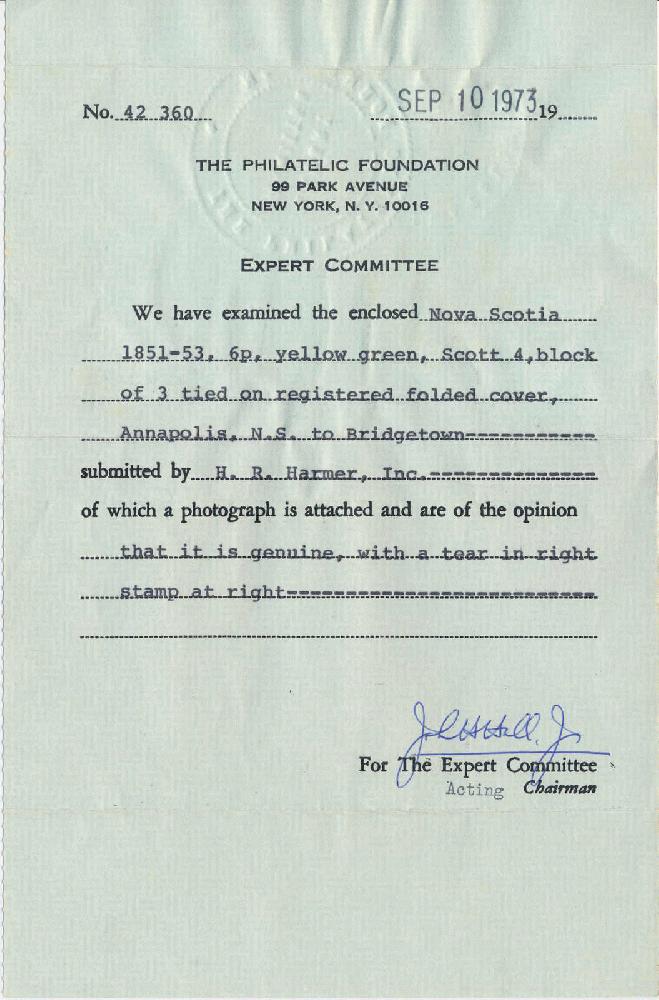 No. 42 360 SEP 10 1973 19
THE PHILATELIC FOUNDATION
99 PARK AVENUE
NEW YORK, N. Y. 10016
EXPERT COMMITTEE
We have examined the enclosed Nova Scotia
1851-53, 6p, yellow green, Scott 4, block
of 3 tied on registered folded cover,
Annapolis, N.S. to Bridgetown-----------
submitted by H. R. Harmer, Inc.--------------
of which a photograph is attached and are of the opinion
that it is genuine, with a tear in right
stamp at right--------------------------
For The Expert Committee
Acting Chairman